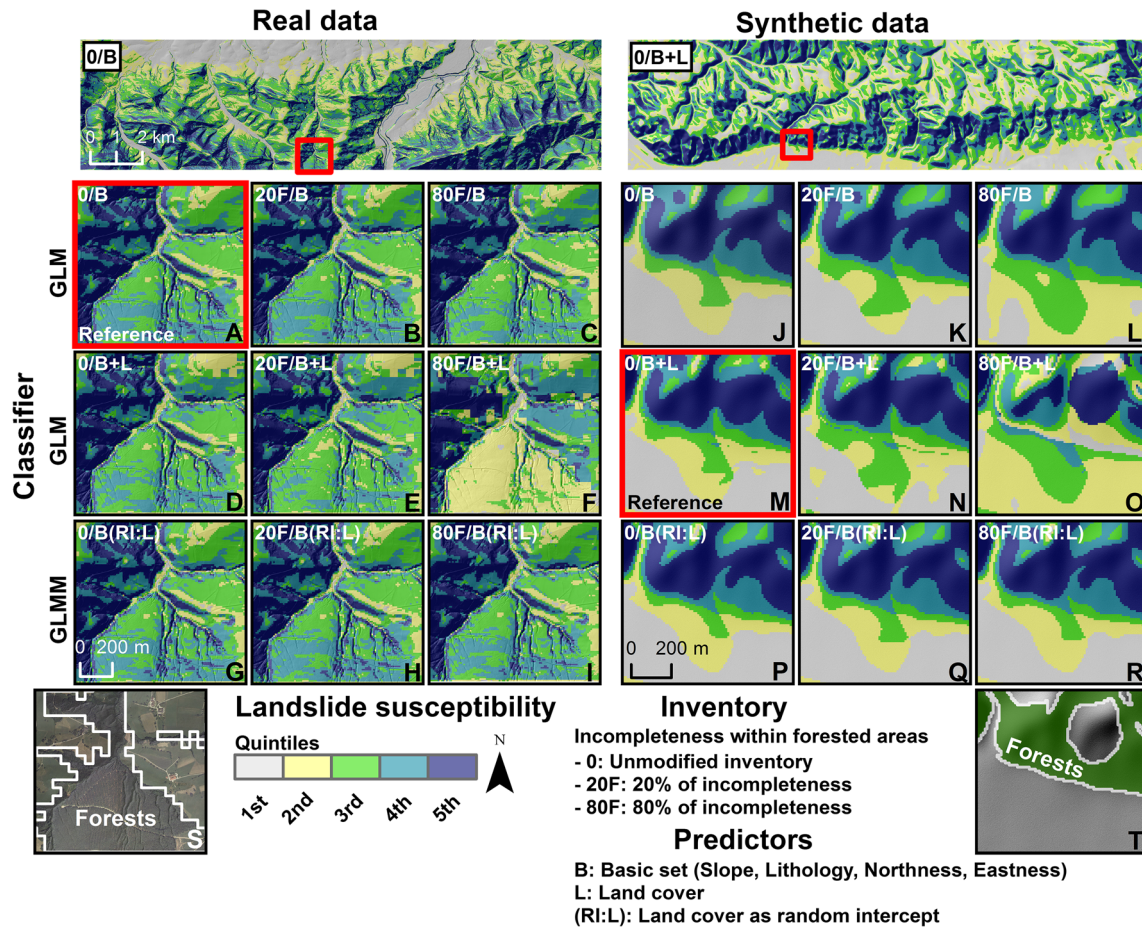 Real data
Synthetic data
0/B
0/B+L
0 1 2 km
Classifier
GLM
0/B
Reference
A
20F/B
B
80F/B
C
0/B
J
20F/B
K
80F/B
L
GLM
0/B+L
D
20F/B+L
E
80F/B+L
F
0/B+L
Reference
M
20F/B+L
N
80F/B+L
O
GLMM
0/B(RI:L)
0 200 m
G
20F/B(RI:L)
H
80F/B(RI:L)
I
0/B(RI:L)
0 200 m
P
20F/B(RI:L)
Q
80F/B(RI:L)
R
Forests
S
Landslide susceptibility
Quintiles
1st 2nd 3rd 4th 5th
N
Inventory
Incompleteness within forested areas
- 0: Unmodified inventory
- 20F: 20% of incompleteness
- 80F: 80% of incompleteness
Predictors
B: Basic set (Slope, Lithology, Northness, Eastness)
L: Land cover
(RI:L): Land cover as random intercept
Forests
T